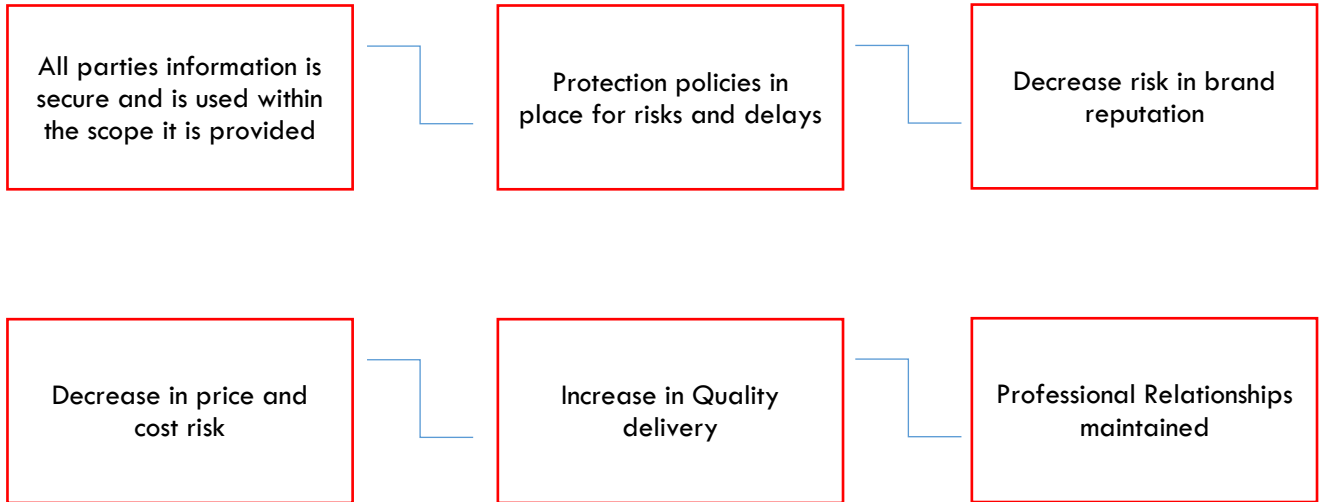 All parties information is
secure and is used within
the scope it is provided
Protection policies in
place for risks and delays
Decrease risk in brand
reputation
Decrease in price and
cost risk
Increase in Quality
delivery
Professional Relationships
maintained